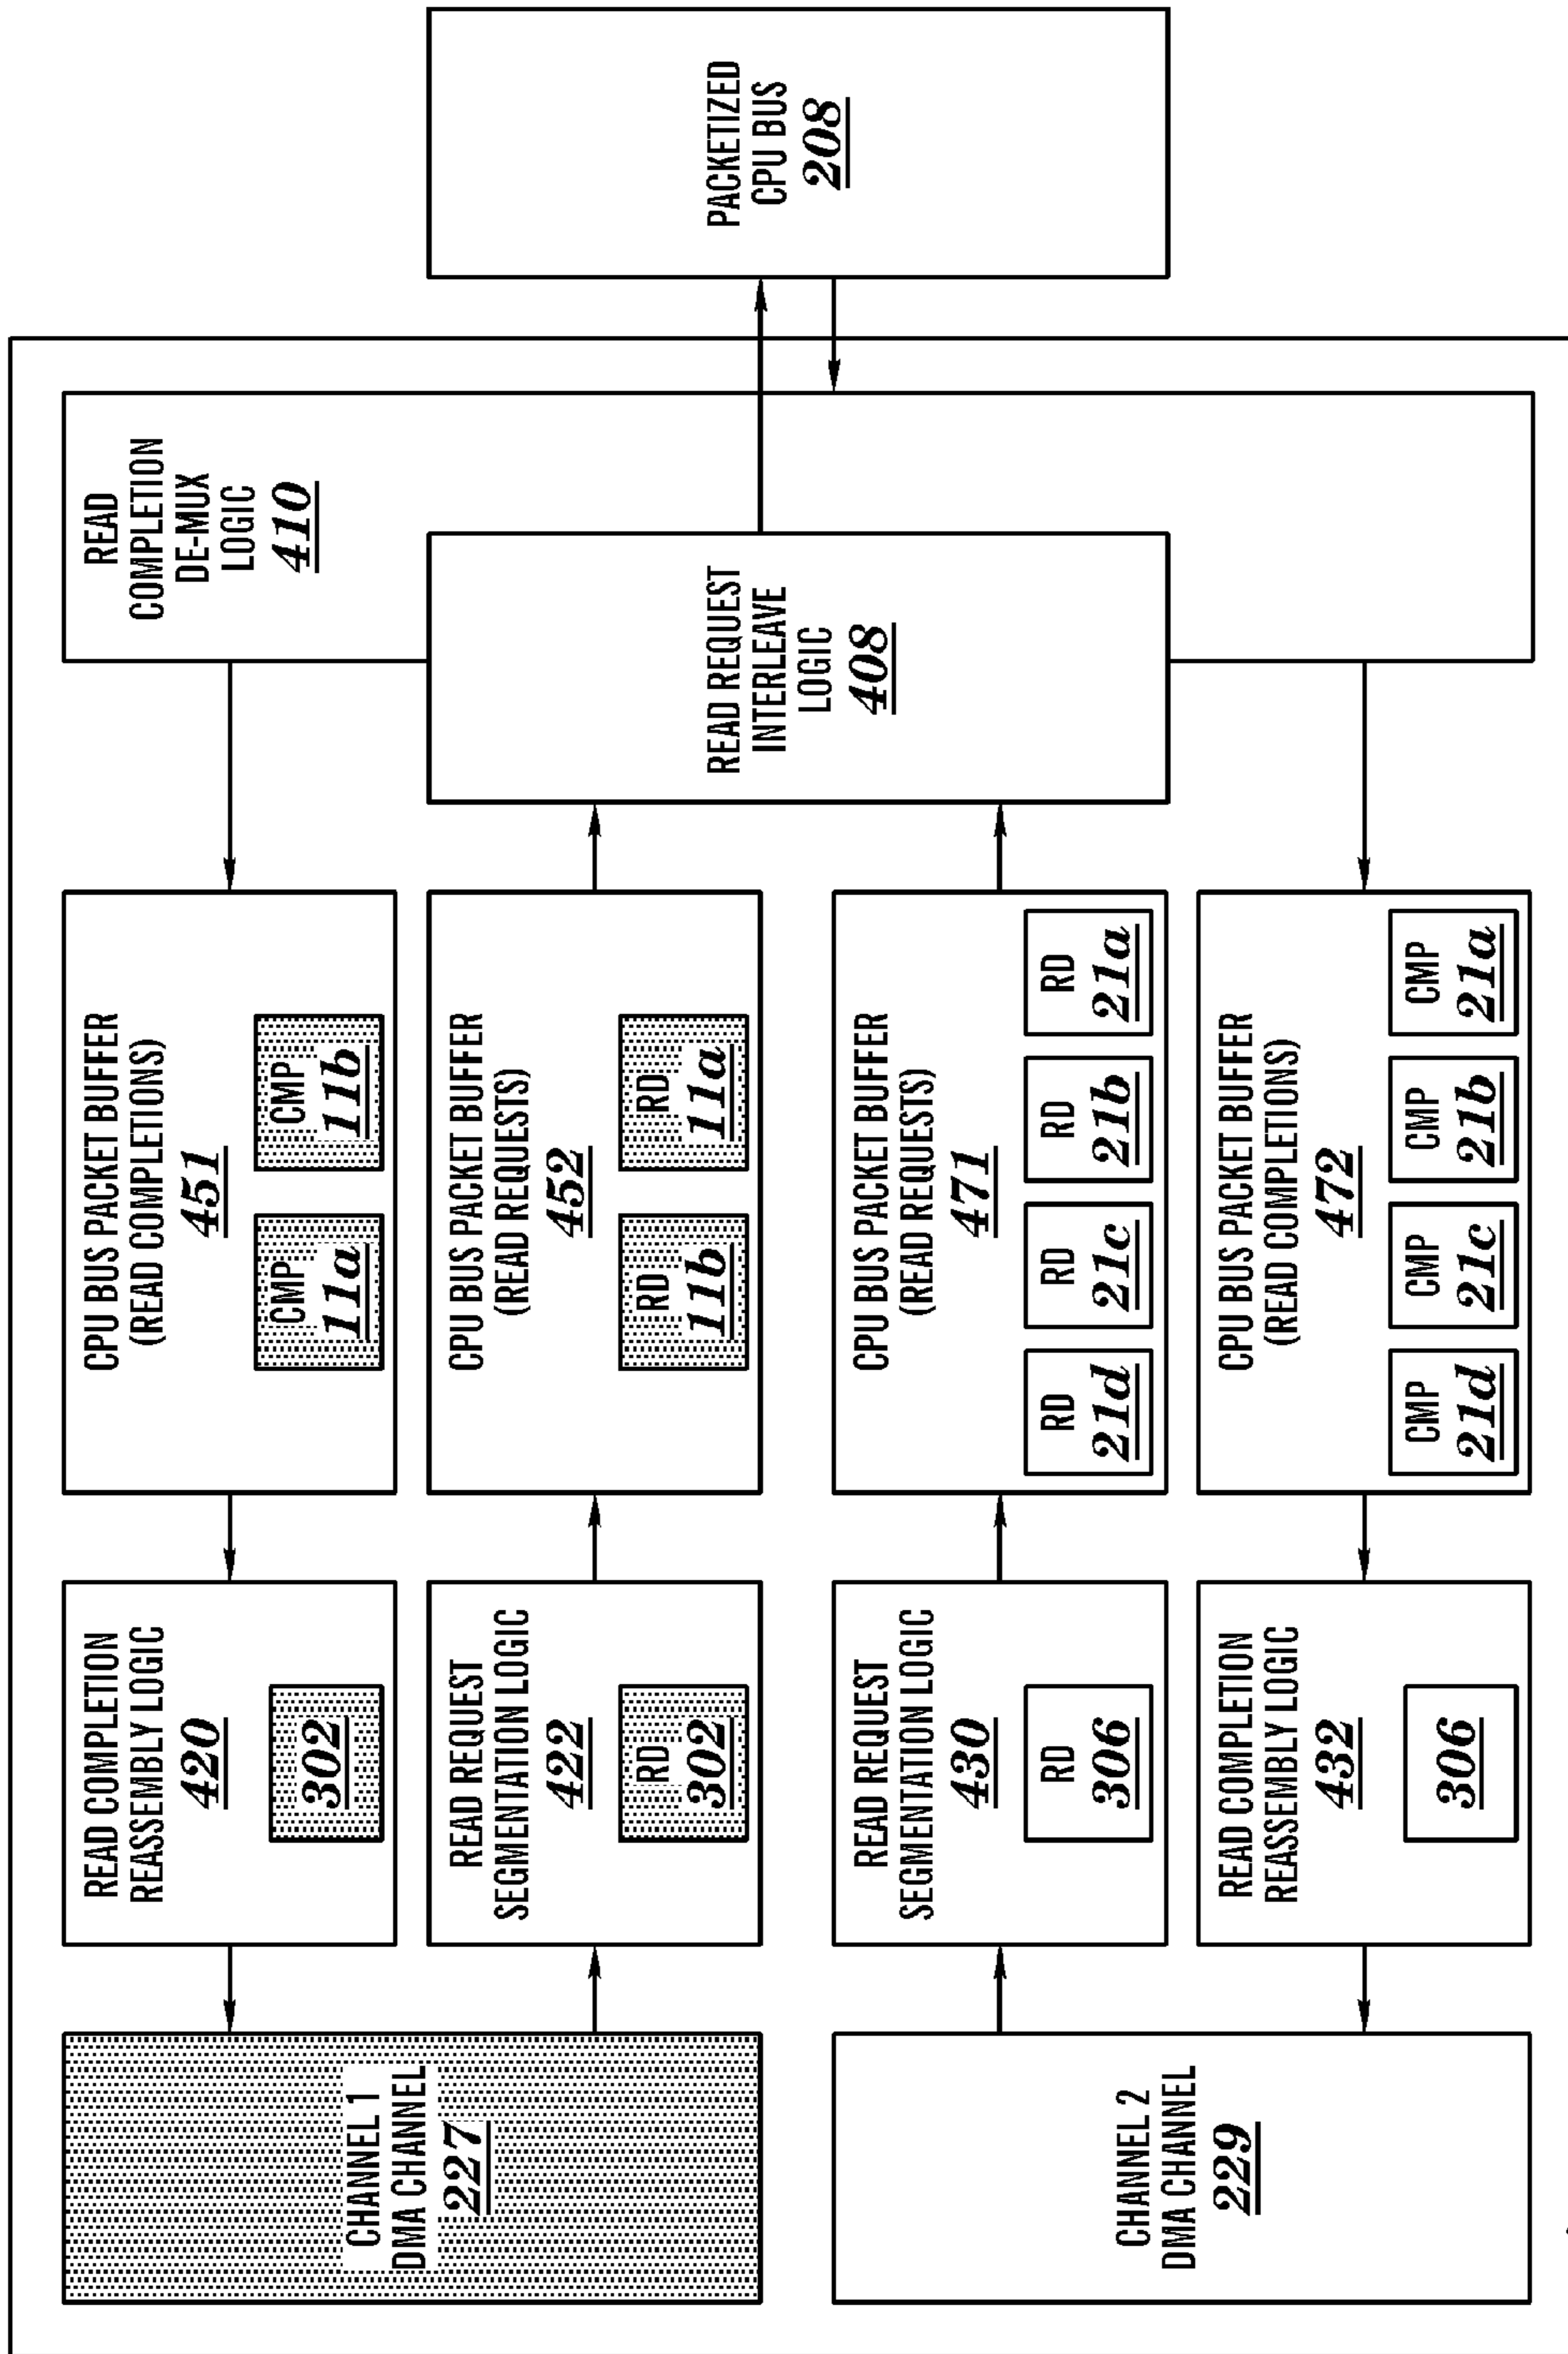 CHANNEL 1
DMA CHANNEL
227
READ COMPLETION
REASSEMBLY LOGIC
420
302
READ REQUEST
SEGMENTATION LOGIC
422
RD
302
CPU BUS PACKET BUFFER
(READ COMPLETIONS)
451
CMP
11a
CMP
11b
CPU BUS PACKET BUFFER
(READ REQUESTS)
452
RD
11b
RD
11a
READ
COMPLETION
DE-MUX
LOGIC
410
READ REQUEST
INTERLEAVE
LOGIC
408
PACKETIZED
CPU BUS
208
CHANNEL 2
DMA CHANNEL
229
READ REQUEST
SEGMENTATION LOGIC
430
RD
306
READ COMPLETION
REASSEMBLY LOGIC
432
306
CPU BUS PACKET BUFFER
(READ REQUESTS)
471
RD
21d
RD
21c
RD
21b
RD
21a
CPU BUS PACKET BUFFER
(READ COMPLETIONS)
472
CMP
21d
CMP
21c
CMP
21b
CMP
21a